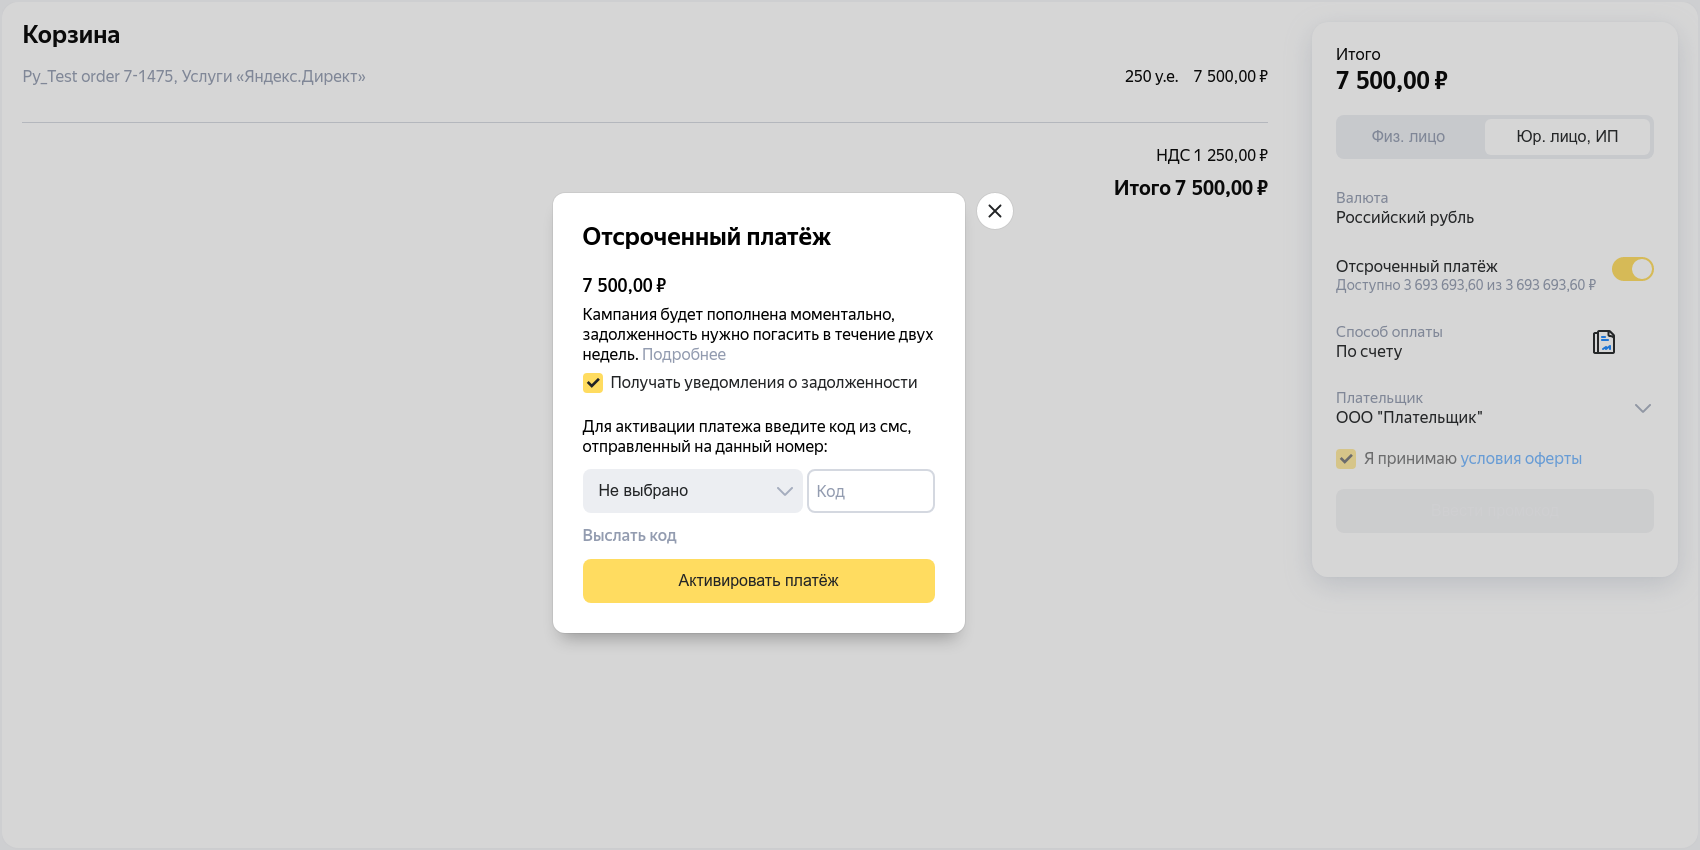 Корзина
Py_Test order 7-1475, Услуги «Яндекс.Директ»
250 у.е. 7 500,00 ₽
НДС 1 250,00 ₽
Итого 7 500,00 ₽
Отсроченный платёж
7 500,00 ₽
Кампания будет пополнена моментально,
задолженность нужно погасить в течение двух
недель. Подробнее
Получать уведомления о задолженности
Для активации платежа введите код из смс,
отправленный на данный номер:
Не выбрано
Код
Выслать код
Активировать платёж
Итого
7 500,00 ₽
Физ. лицо
Юр. лицо, ИП
Валюта
Российский рубль
Отсроченный платёж
Доступно 3 693 693,60 из 3 693 693,60 ₽
Способ оплаты
По счету
Плательщик
ООО "Плательщик"
Я принимаю условия оферты